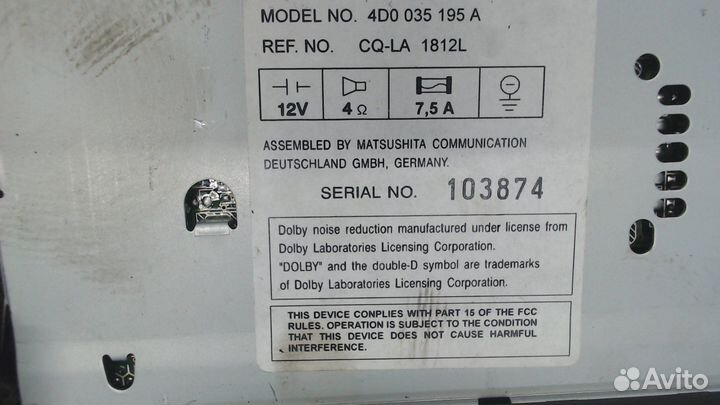 MODEL NO. 4D0 035 195 A
REF. NO. CQ-LA 1812L
12V 4Ω 7,5 A
ASSEMBLED BY MATSUSHITA COMMUNICATION
DEUTSCHLAND GMBH, GERMANY.
SERIAL NO. 103874
Dolby noise reduction manufactured under license from
Dolby Laboratories Licensing Corporation.
"DOLBY" and the double-D symbol are trademarks
of Dolby Laboratories Licensing Corporation.
THIS DEVICE COMPLIES WITH PART 15 OF THE FCC
RULES. OPERATION IS SUBJECT TO THE CONDITION
THAT THIS DEVICE DOES NOT CAUSE HARMFUL
INTERFERENCE.
Avito